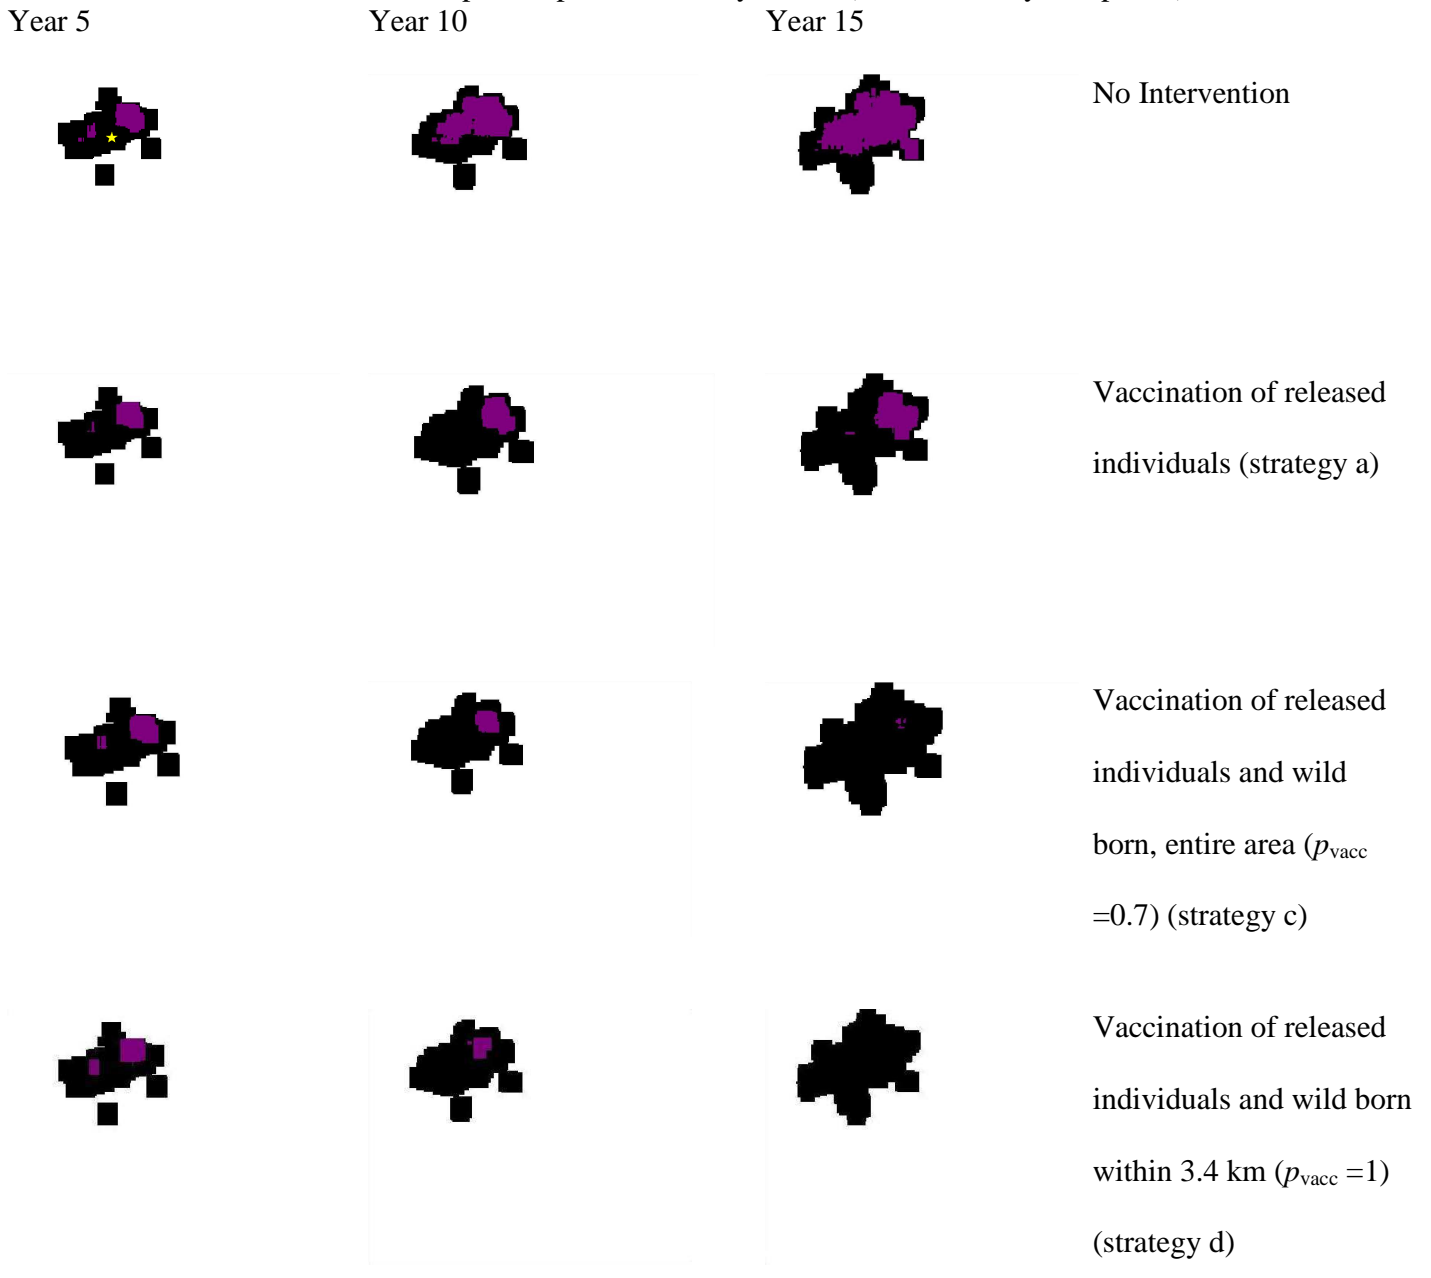 Year 5 Year 10 Year 15
No Intervention
Vaccination of released
individuals (strategy a)
Vaccination of released
individuals and wild
born, entire area (pvacc
=0.7) (strategy c)
Vaccination of released
individuals and wild born
within 3.4 km (pvacc =1)
(strategy d)